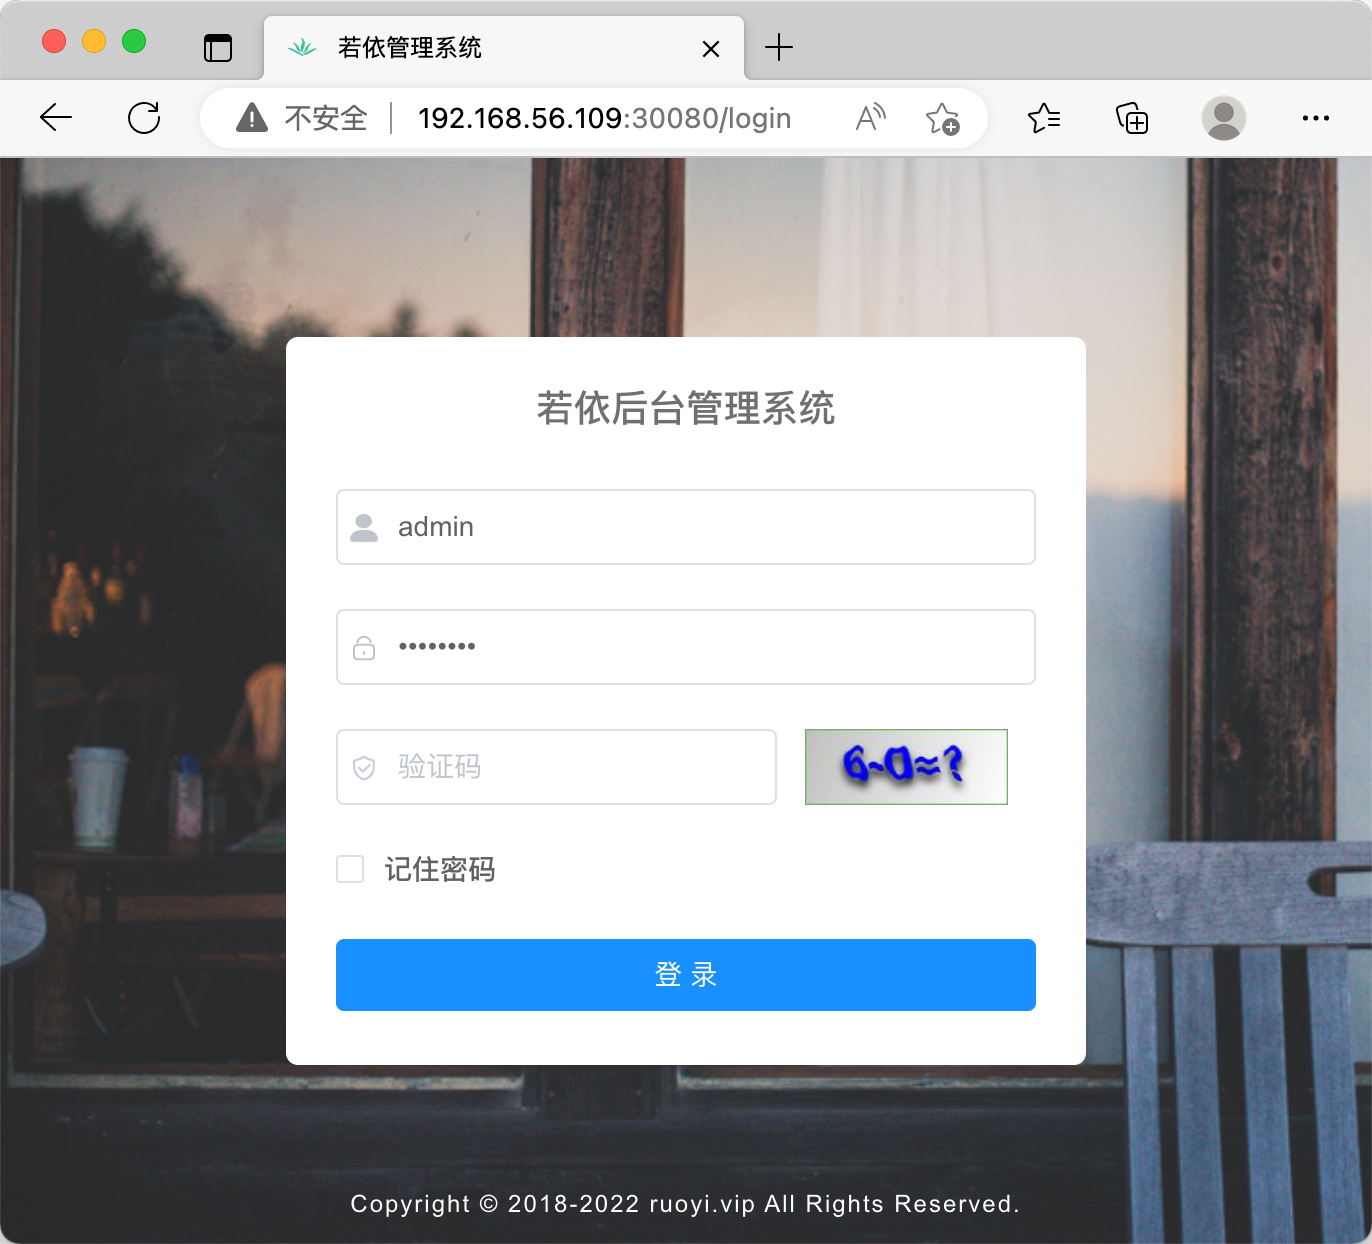 若依管理系统
不安全 192.168.56.109:30080/login
若依后台管理系统
admin
••••••••
验证码 6-0=?
记住密码
登 录
Copyright © 2018-2022 ruoyi.vip All Rights Reserved.